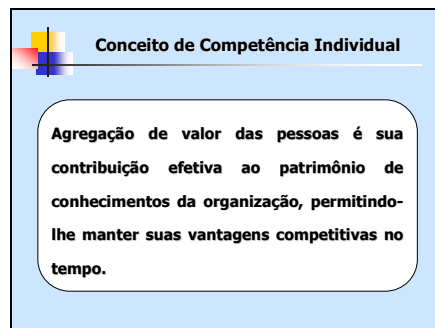 Conceito de Competência Individual
Agregação de valor das pessoas é sua
contribuição efetiva ao patrimônio de
conhecimentos da organização, permitindo-
lhe manter suas vantagens competitivas no
tempo.